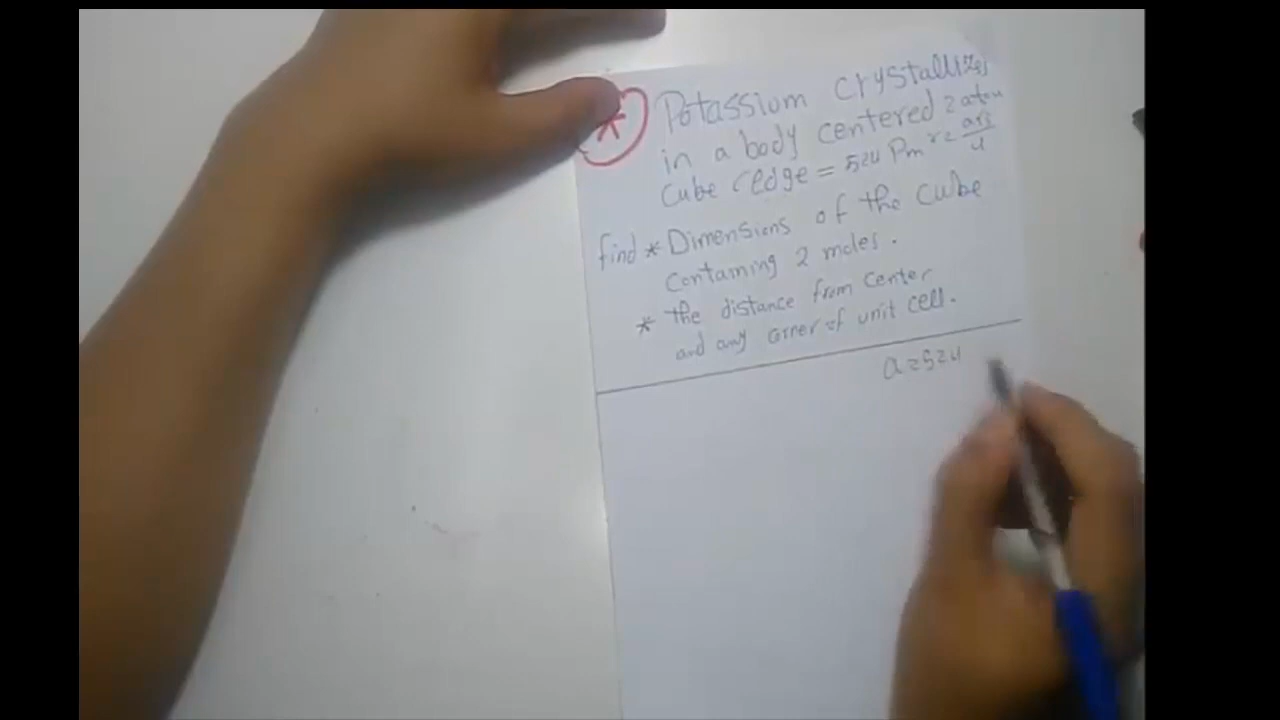 * Potassium crystallizes
in a body centered 2 atom
cube (edge = 524 Pm r = a√3/4
find * Dimensions of the cube
Containing 2 moles.
* the distance from center
and any corner of unit cell.
a = 524